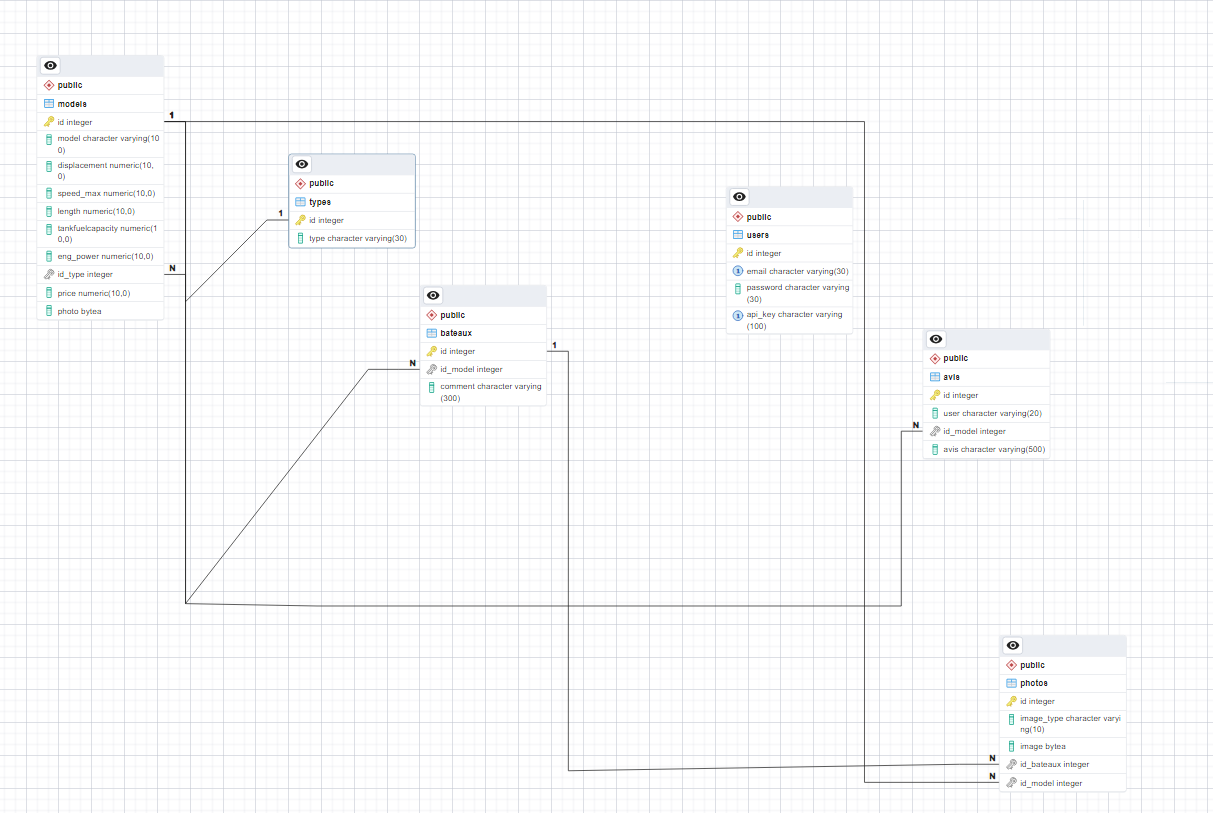 public
models
1
id integer
model character varying(10
0)
displacement numeric(10,
0)
speed_max numeric(10,0)
length numeric(10,0)
tankfuelcapacity numeric(1
0,0)
eng_power numeric(10,0)
N
id_type integer
price numeric(10,0)
photo bytea
public
types
1
id integer
type character varying(30)
public
bateaux
id integer
1
N
id_model integer
comment character varying
(300)
public
users
id integer
email character varying(30)
password character varying
(30)
api_key character varying
(100)
public
avis
id integer
user character varying(20)
N
id_model integer
avis character varying(500)
public
photos
id integer
image_type character varyi
ng(10)
image bytea
N
id_bateaux integer
N
id_model integer